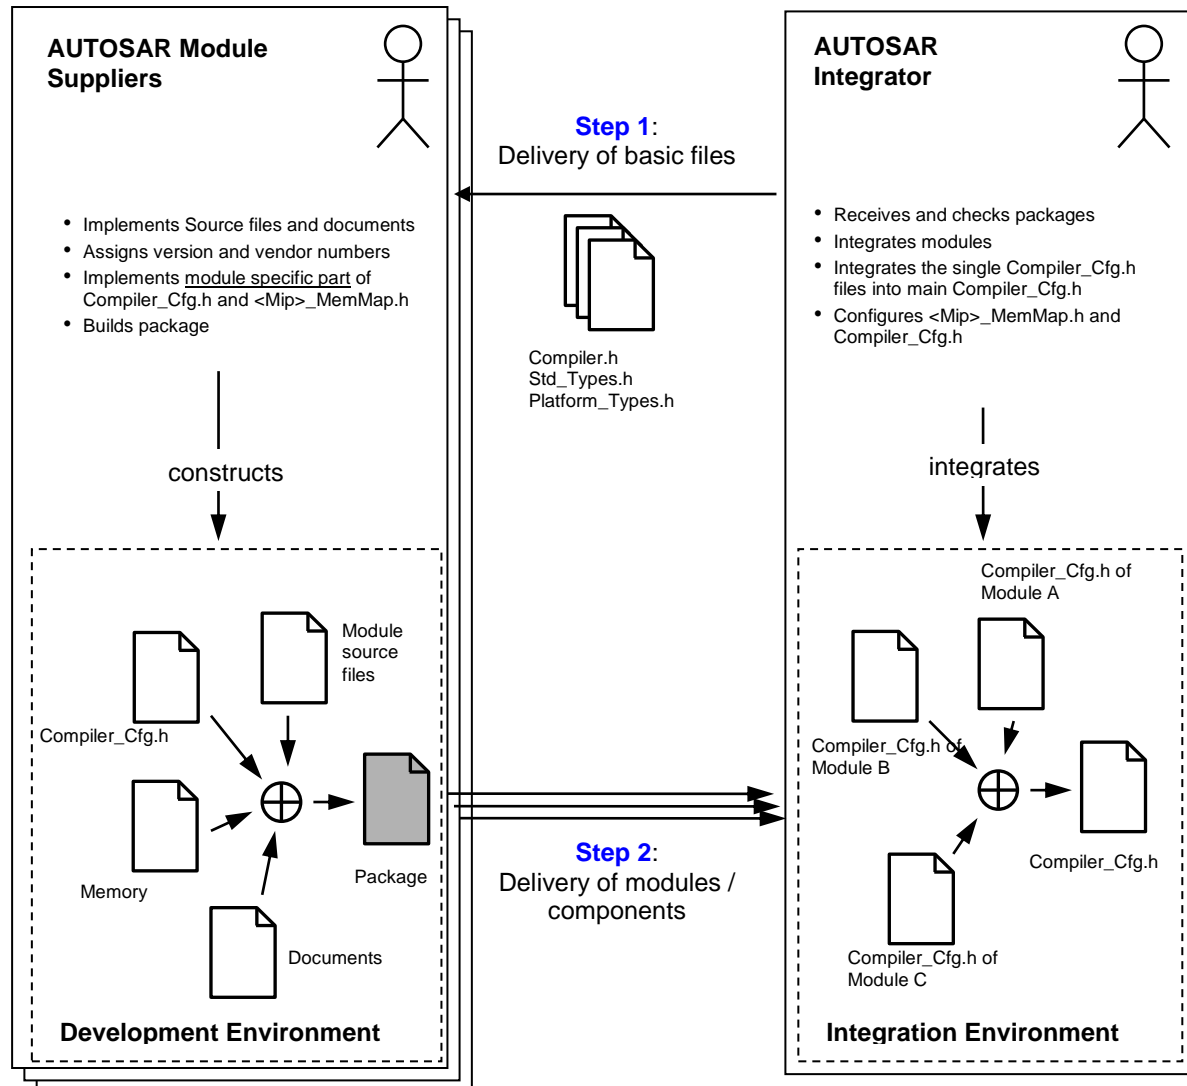 AUTOSAR Module
Suppliers
• Implements Source files and documents
• Assigns version and vendor numbers
• Implements module specific part of
Compiler_Cfg.h and <Mip>_MemMap.h
• Builds package
constructs
Module
source
files
Compiler_Cfg.h
Memory
Package
Documents
Development Environment
Step 1:
Delivery of basic files
Compiler.h
Std_Types.h
Platform_Types.h
Step 2:
Delivery of modules /
components
AUTOSAR
Integrator
• Receives and checks packages
• Integrates modules
• Integrates the single Compiler_Cfg.h
files into main Compiler_Cfg.h
• Configures <Mip>_MemMap.h and
Compiler_Cfg.h
integrates
Compiler_Cfg.h of
Module A
Compiler_Cfg.h of
Module B
Compiler_Cfg.h
Compiler_Cfg.h of
Module C
Integration Environment